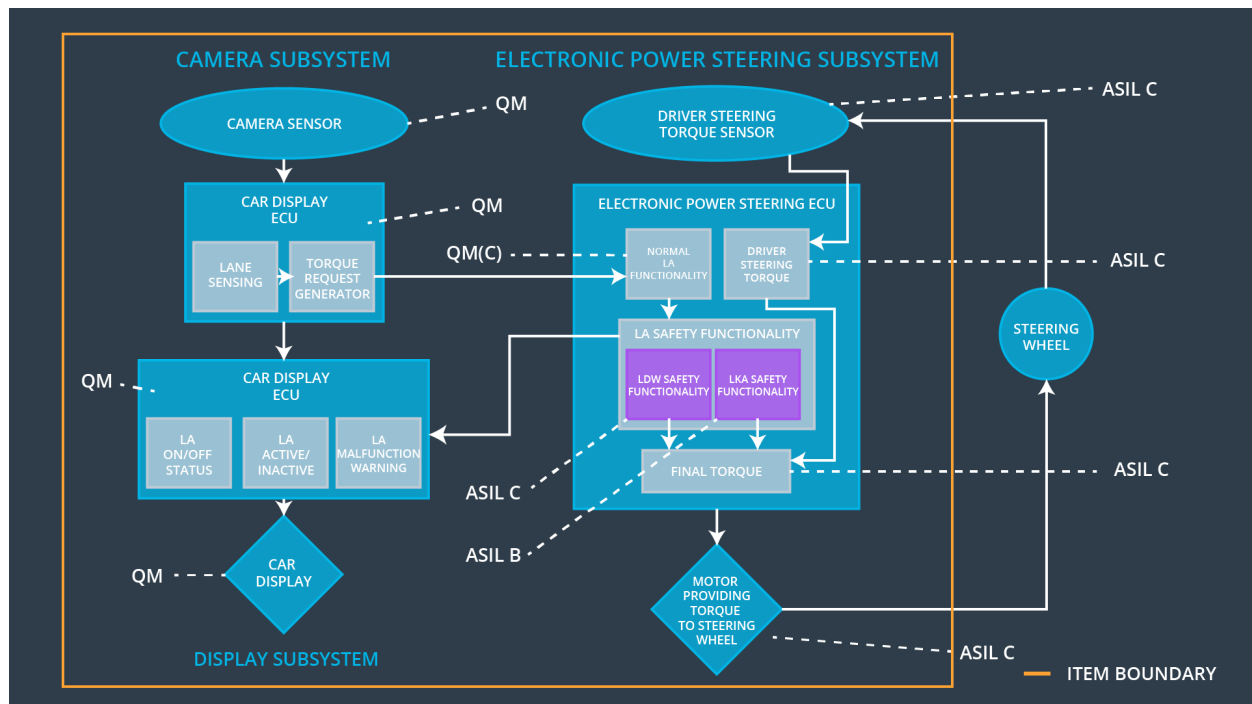 CAMERA SUBSYSTEM
ELECTRONIC POWER STEERING SUBSYSTEM
CAMERA SENSOR
QM
DRIVER STEERING
TORQUE SENSOR
ASIL C
CAR DISPLAY
ECU
QM
LANE
SENSING
TORQUE
REQUEST
GENERATOR
ELECTRONIC POWER STEERING ECU
QM(C)
NORMAL
LA
FUNCTIONALITY
DRIVER
STEERING
TORQUE
ASIL C
LA SAFETY FUNCTIONALITY
LDW SAFETY
FUNCTIONALITY
LKA SAFETY
FUNCTIONALITY
STEERING
WHEEL
QM
CAR DISPLAY
ECU
LA
ON/OFF
STATUS
LA
ACTIVE/
INACTIVE
LA
MALFUNCTION
WARNING
FINAL TORQUE
ASIL C
ASIL C
ASIL B
QM
CAR
DISPLAY
MOTOR
PROVIDING
TORQUE
TO STEERING
WHEEL
ASIL C
DISPLAY SUBSYSTEM
ITEM BOUNDARY